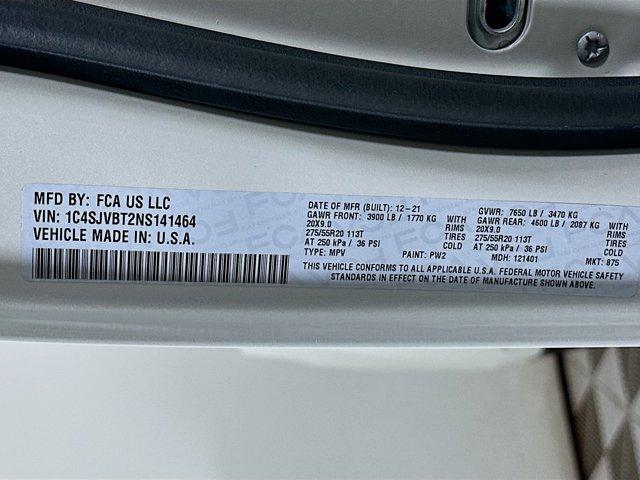 MFD BY: FCA US LLC
VIN: 1C4SJVBT2NS141464
VEHICLE MADE IN: U.S.A.
DATE OF MFR (BUILT): 12-21 GVWR: 7650 LB / 3470 KG
GAWR FRONT: 3900 LB / 1770 KG WITH GAWR REAR: 4600 LB / 2087 KG WITH
20X9.0 RIMS 20X9.0 RIMS
275/55R20 113T TIRES 275/55R20 113T TIRES
AT 250 kPa / 36 PSI COLD AT 250 kPa / 36 PSI COLD
TYPE: MPV PAINT: PW2 MDH: 121401 MKT: 875
THIS VEHICLE CONFORMS TO ALL APPLICABLE U.S.A. FEDERAL MOTOR VEHICLE SAFETY
STANDARDS IN EFFECT ON THE DATE OF MANUFACTURE SHOWN ABOVE.